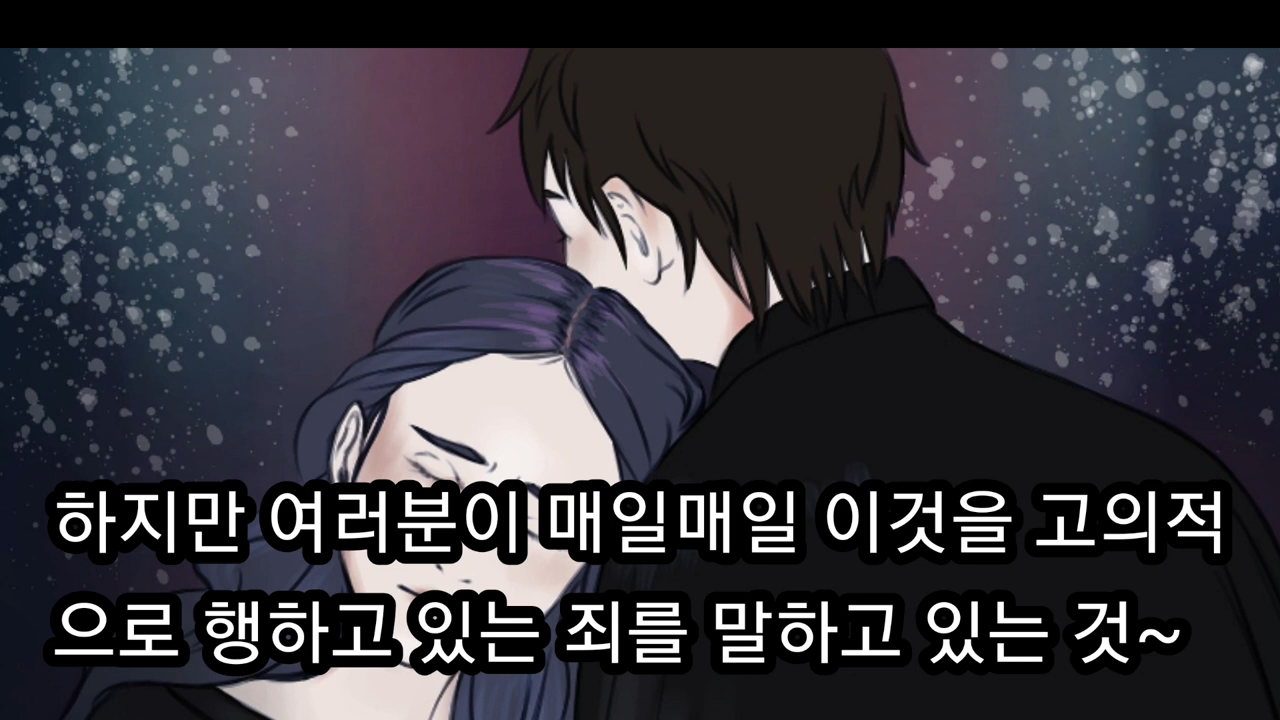 하지만 여러분이 매일매일 이것을 고의적
으로 행하고 있는 죄를 말하고 있는 것~